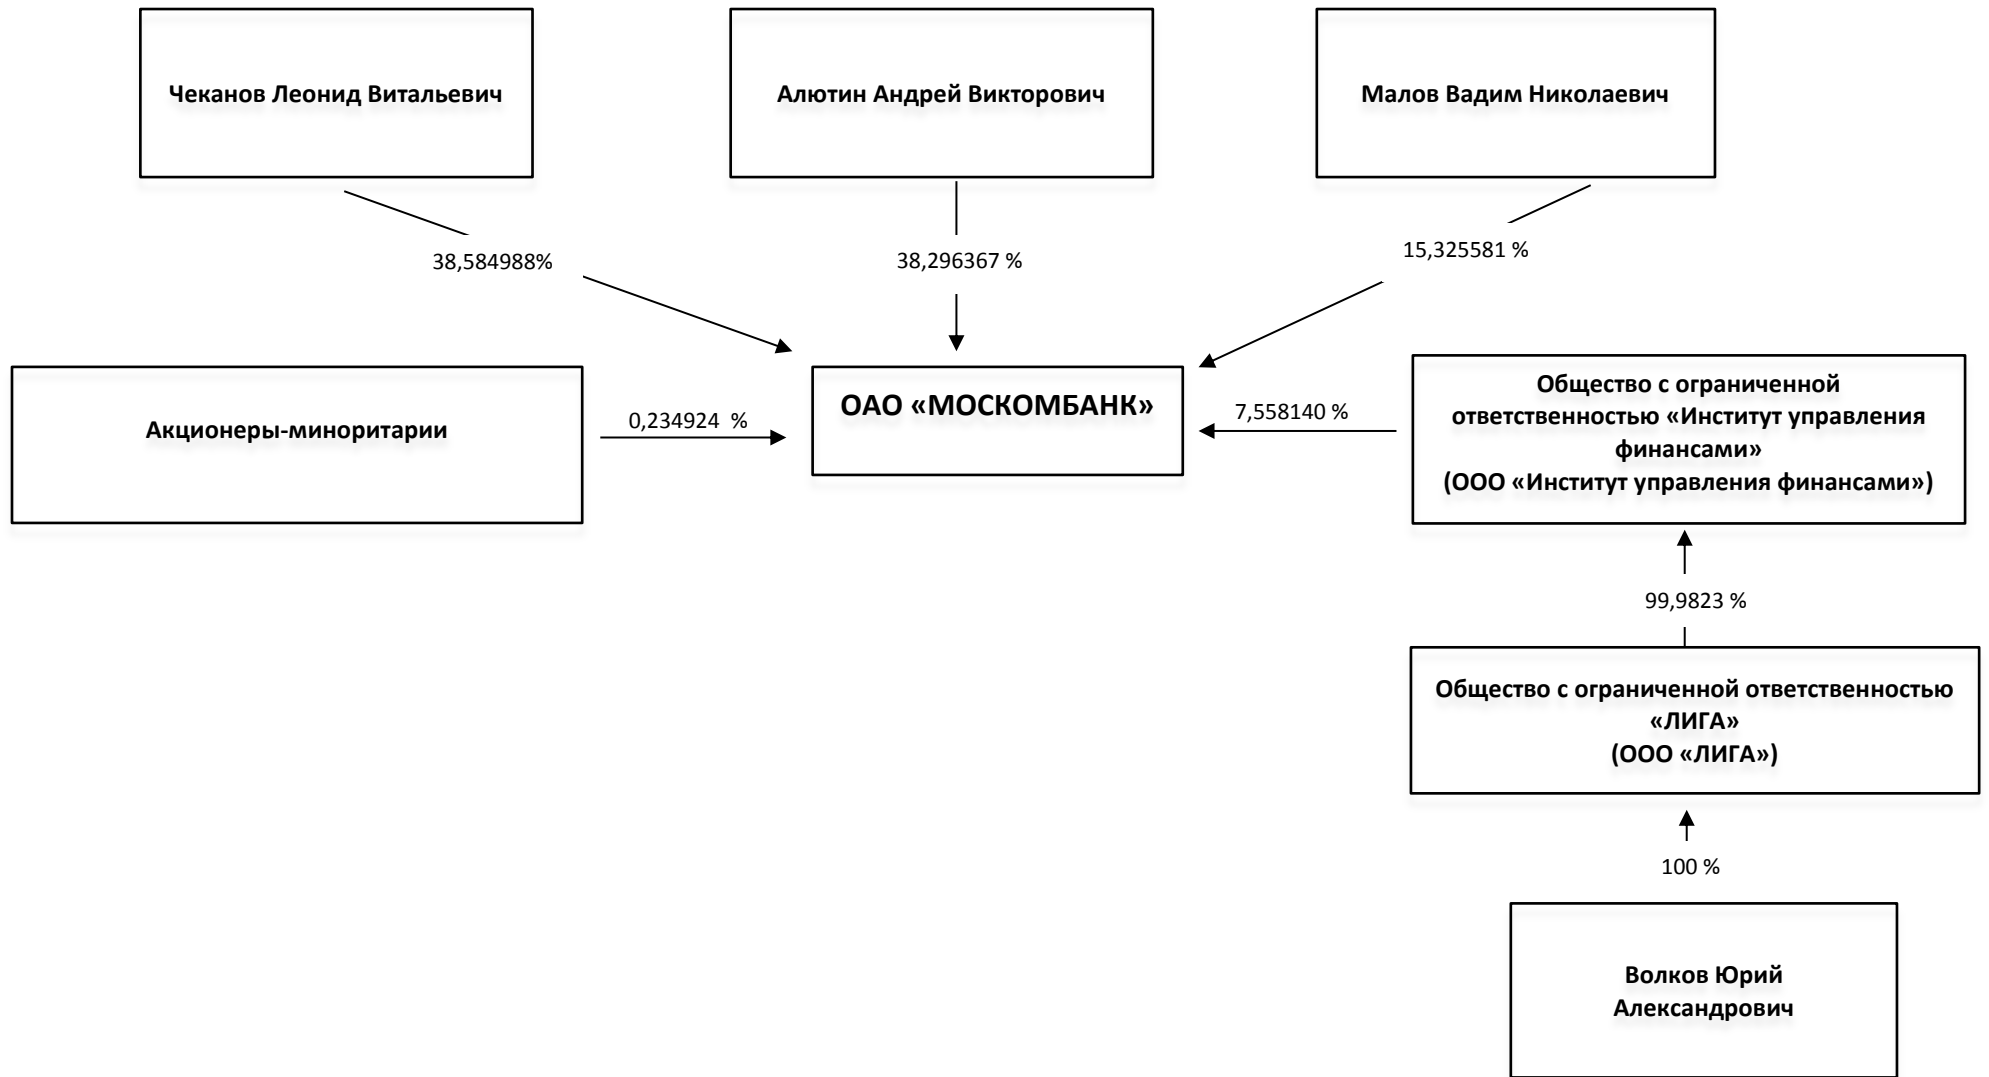 Чеканов Леонид Витальевич
Алютин Андрей Викторович
Малов Вадим Николаевич
38,584988%
38,296367 %
15,325581 %
Акционеры-миноритарии
0,234924 %
ОАО «МОСКОМБАНК»
7,558140 %
Общество с ограниченной
ответственностью «Институт управления
финансами»
(ООО «Институт управления финансами»)
99,9823 %
Общество с ограниченной ответственностью
«ЛИГА»
(ООО «ЛИГА»)
100 %
Волков Юрий
Александрович